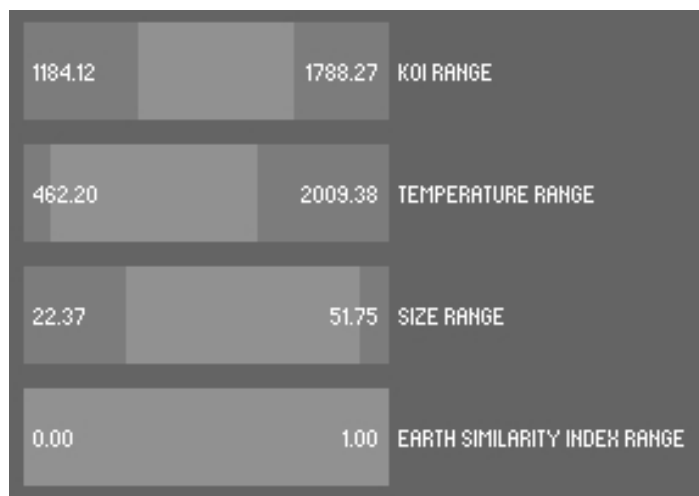 1184.12 1788.27 KOI RANGE
462.20 2009.38 TEMPERATURE RANGE
22.37 51.75 SIZE RANGE
0.00 1.00 EARTH SIMILARITY INDEX RANGE